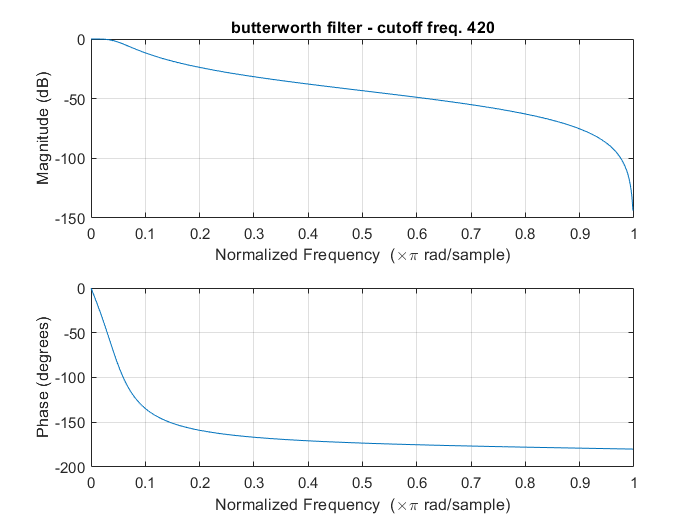 butterworth filter - cutoff freq. 420
0
-50
-100
-150
Magnitude (dB)
0 0.1 0.2 0.3 0.4 0.5 0.6 0.7 0.8 0.9 1
Normalized Frequency (×π rad/sample)
0
-50
-100
-150
-200
Phase (degrees)
0 0.1 0.2 0.3 0.4 0.5 0.6 0.7 0.8 0.9 1
Normalized Frequency (×π rad/sample)